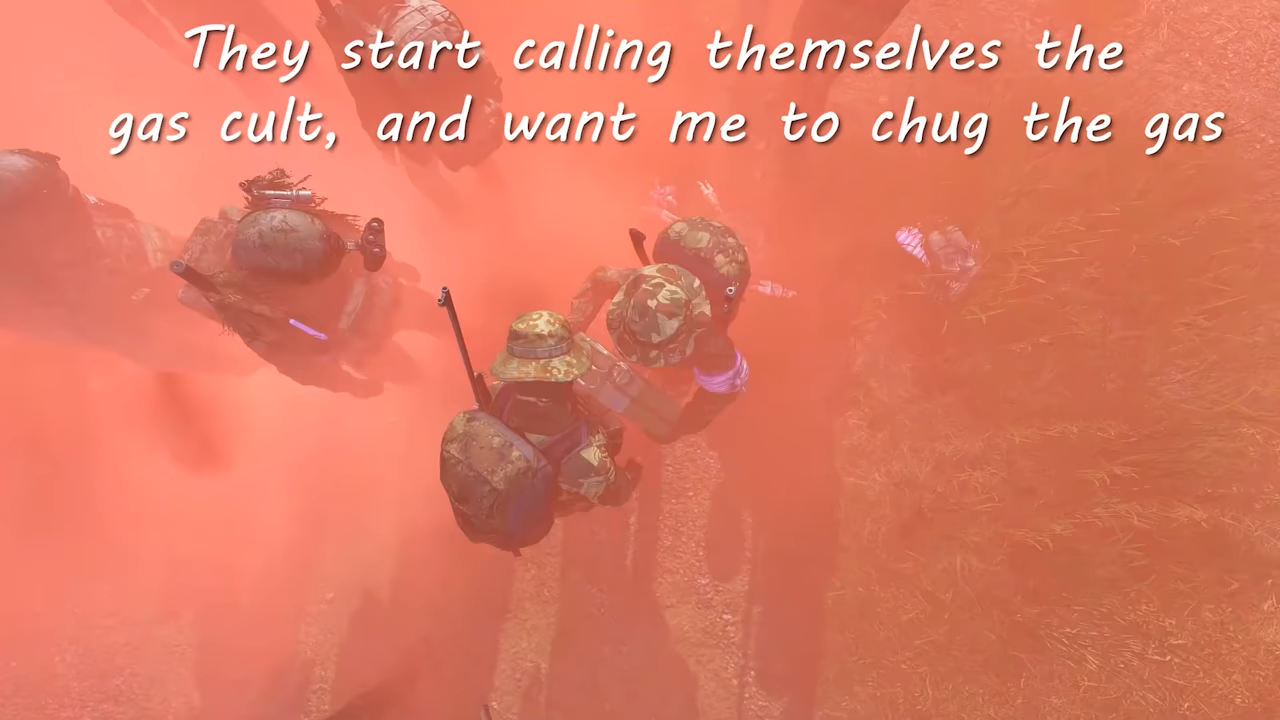 They start calling themselves the
gas cult, and want me to chug the gas